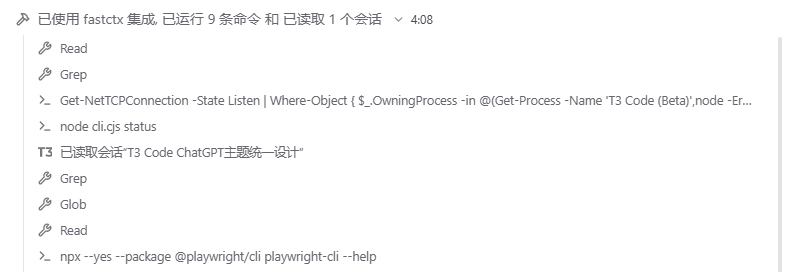 已使用 fastctx 集成, 已运行 9 条命令 和 已读取 1 个会话 4:08
Read
Grep
Get-NetTCPConnection -State Listen | Where-Object { $_.OwningProcess -in @(Get-Process -Name 'T3 Code (Beta)',node -Er...
node cli.cjs status
T3 已读取会话"T3 Code ChatGPT主题统一设计"
Grep
Glob
Read
npx --yes --package @playwright/cli playwright-cli --help